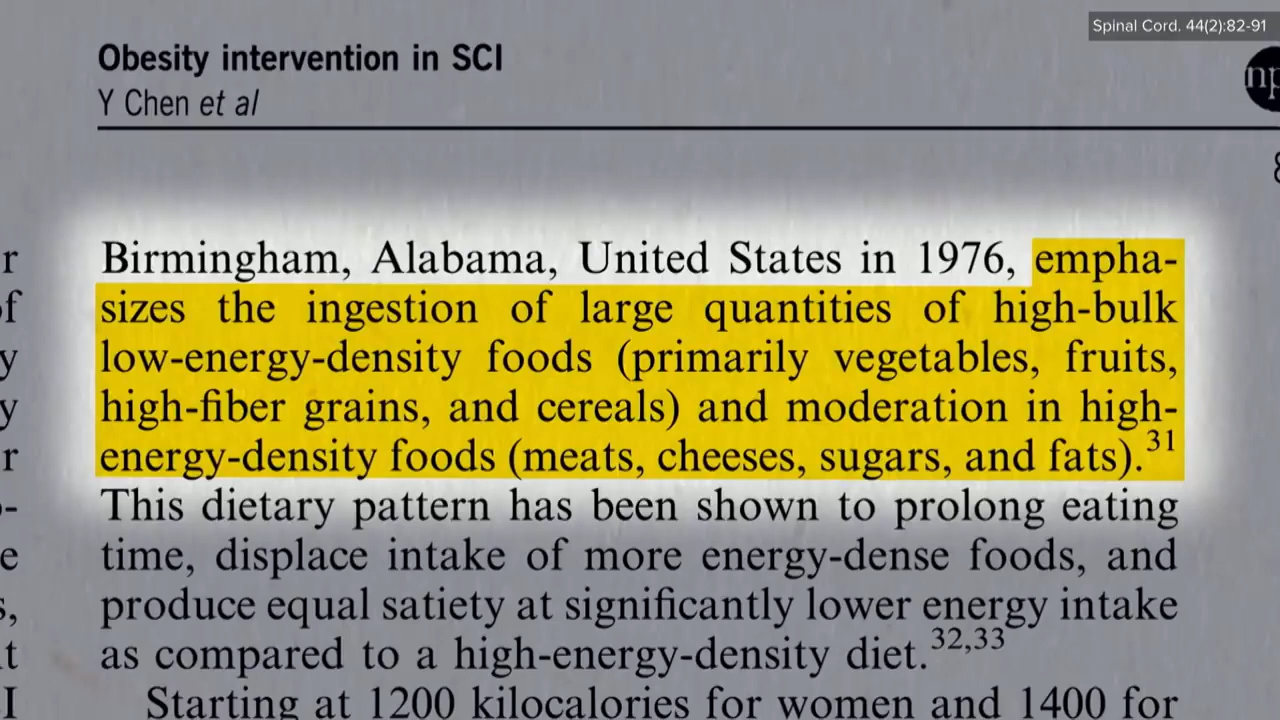 Spinal Cord. 44(2):82-91
Obesity intervention in SCI
Y Chen et al
np
Birmingham, Alabama, United States in 1976, empha-
sizes the ingestion of large quantities of high-bulk
low-energy-density foods (primarily vegetables, fruits,
high-fiber grains, and cereals) and moderation in high-
energy-density foods (meats, cheeses, sugars, and fats).31
This dietary pattern has been shown to prolong eating
time, displace intake of more energy-dense foods, and
produce equal satiety at significantly lower energy intake
as compared to a high-energy-density diet.32,33
Starting at 1200 kilocalories for women and 1400 for